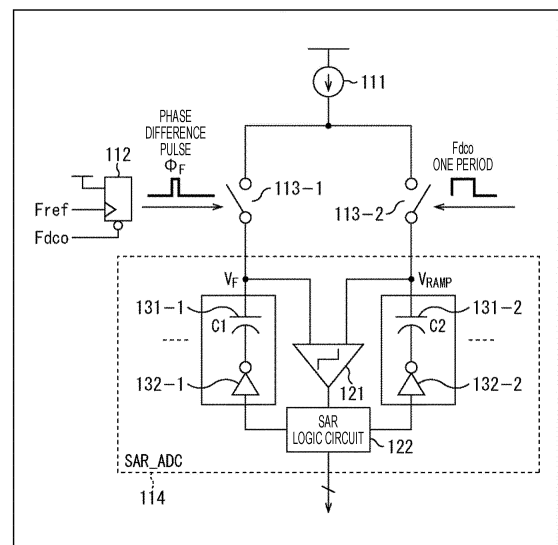 111
112
PHASE
DIFFERENCE
PULSE
ΦF
Fdco
ONE PERIOD
113-1
113-2
Fref
Fdco
VF
VRAMP
131-1
131-2
C1
C2
132-1
121
132-2
SAR
LOGIC CIRCUIT
122
SAR_ADC
114